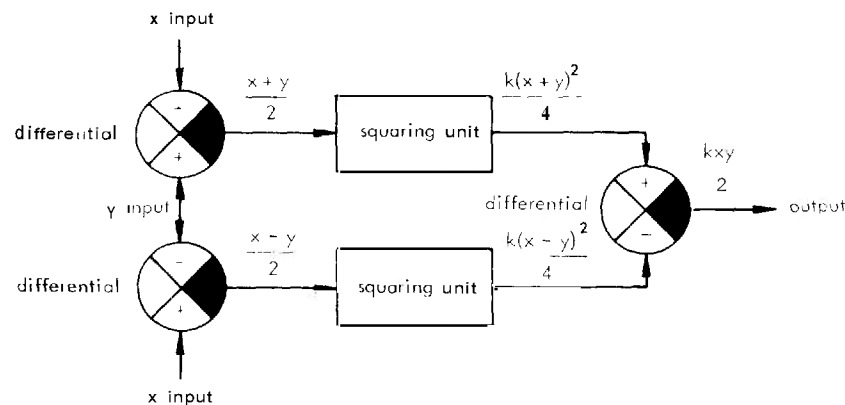 x input
x + y
2
k(x + y)²
4
differential
squaring unit
+
kxy
2
y input
differential
output
x − y
2
k(x − y)²
4
−
differential
squaring unit
+
x input